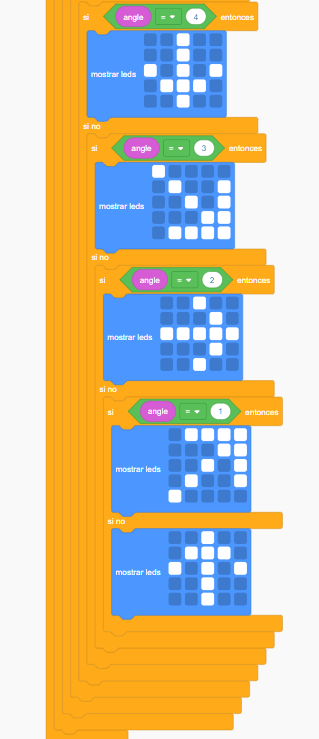 si angle = 4 entonces
mostrar leds
si no
si angle = 3 entonces
mostrar leds
si no
si angle = 2 entonces
mostrar leds
si no
si angle = 1 entonces
mostrar leds
si no
mostrar leds